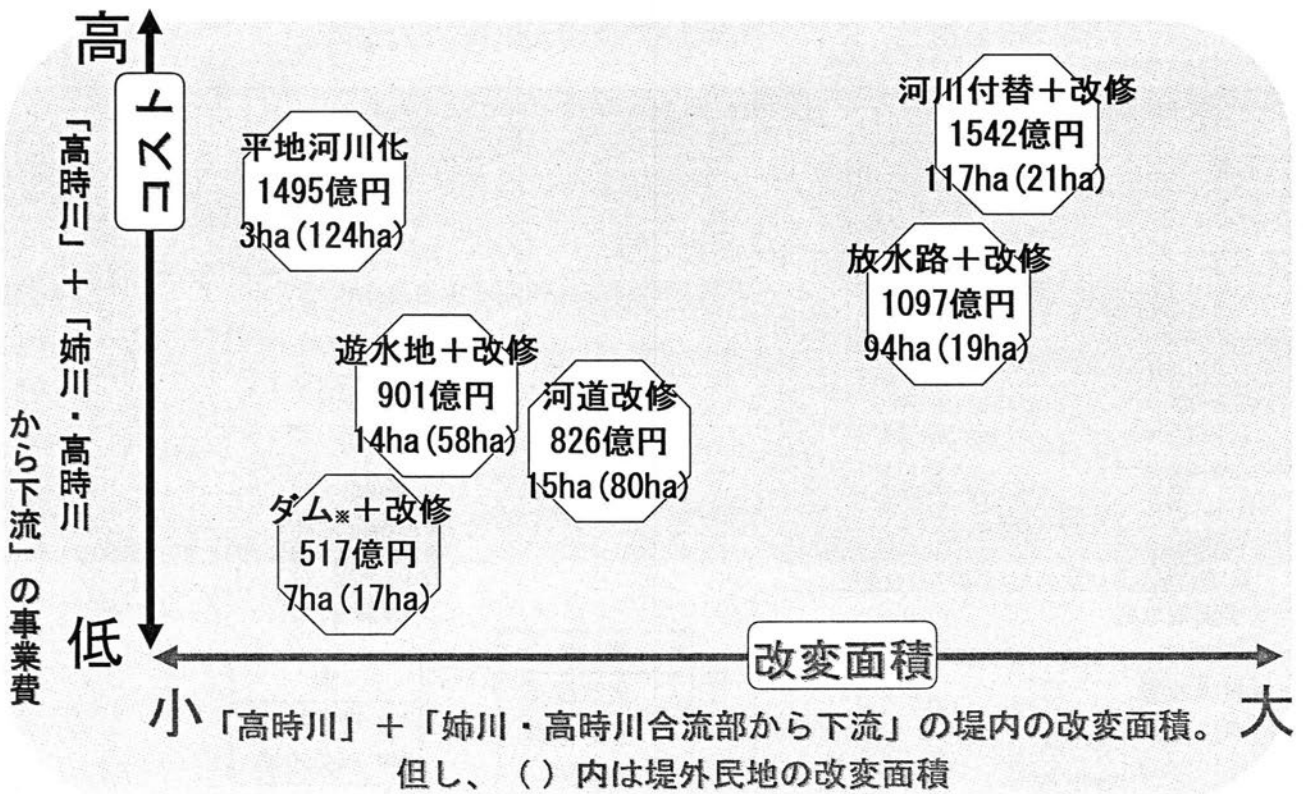 高
コスト
「高時川」＋「姉川・高時川
から下流」の事業費
低
平地河川化
1495億円
3ha(124ha)
河川付替＋改修
1542億円
117ha(21ha)
放水路＋改修
1097億円
94ha(19ha)
遊水地＋改修
901億円
14ha(58ha)
河道改修
826億円
15ha(80ha)
ダム※＋改修
517億円
7ha(17ha)
改変面積
小
大
「高時川」＋「姉川・高時川合流部から下流」の堤内の改変面積。
但し、（ ）内は堤外民地の改変面積